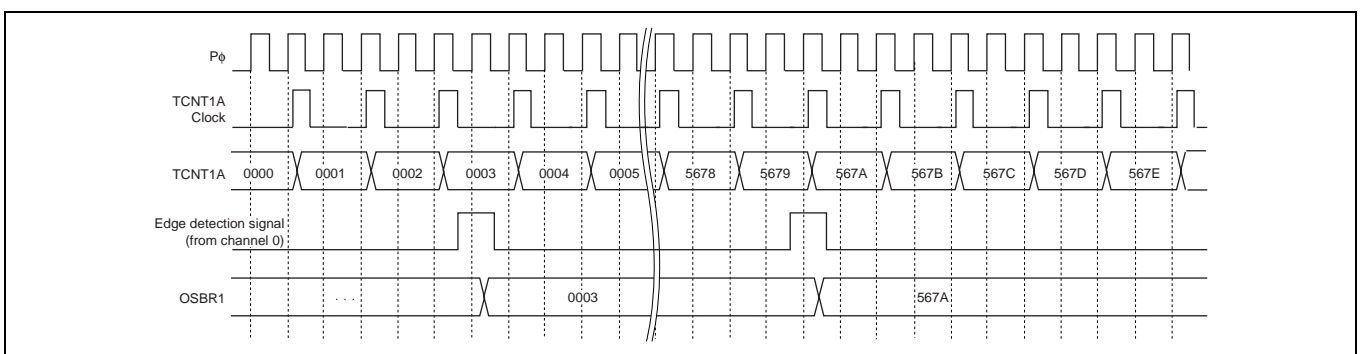 Pφ
TCNT1A
Clock
TCNT1A 0000 0001 0002 0003 0004 0005 5678 5679 567A 567B 567C 567D 567E
Edge detection signal
(from channel 0)
OSBR1 . . . 0003 567A